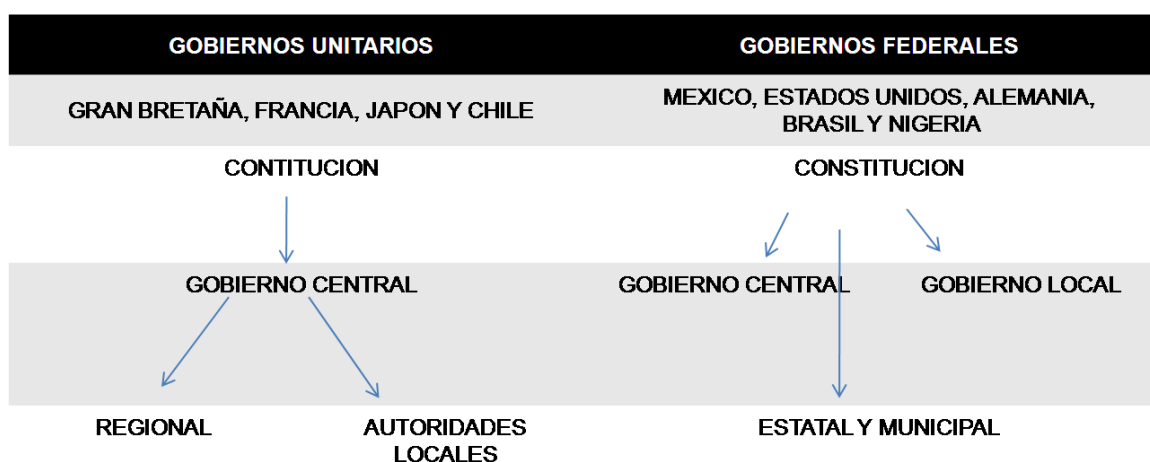 GOBIERNOS UNITARIOS
GOBIERNOS FEDERALES
GRAN BRETAÑA, FRANCIA, JAPON Y CHILE
MEXICO, ESTADOS UNIDOS, ALEMANIA,
BRASIL Y NIGERIA
CONTITUCION
CONSTITUCION
GOBIERNO CENTRAL
GOBIERNO CENTRAL
GOBIERNO LOCAL
REGIONAL
AUTORIDADES
LOCALES
ESTATAL Y MUNICIPAL